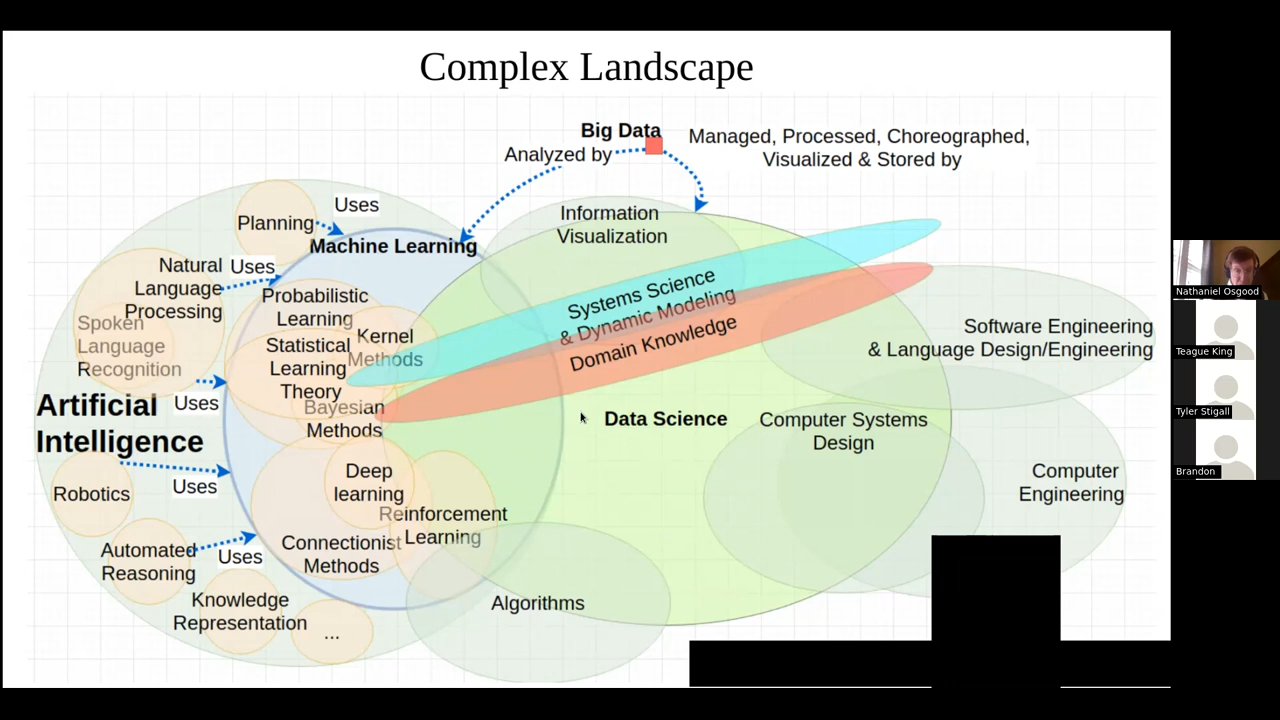 Complex Landscape
Big Data
Analyzed by
Managed, Processed, Choreographed,
Visualized & Stored by
Planning
Uses
Machine Learning
Information
Visualization
Natural
Language
Processing
Uses
Spoken
Language
Recognition
Uses
Probabilistic
Learning
Kernel
Methods
Statistical
Learning
Theory
Bayesian
Methods
Systems Science
& Dynamic Modeling
Domain Knowledge
Software Engineering
& Language Design/Engineering
Artificial
Intelligence
Data Science
Computer Systems
Design
Uses
Robotics
Deep
learning
Reinforcement
Learning
Computer
Engineering
Automated
Reasoning
Uses
Connectionist
Methods
Knowledge
Representation
...
Algorithms
Nathaniel Osgood
Teague King
Tyler Stigall
Brandon